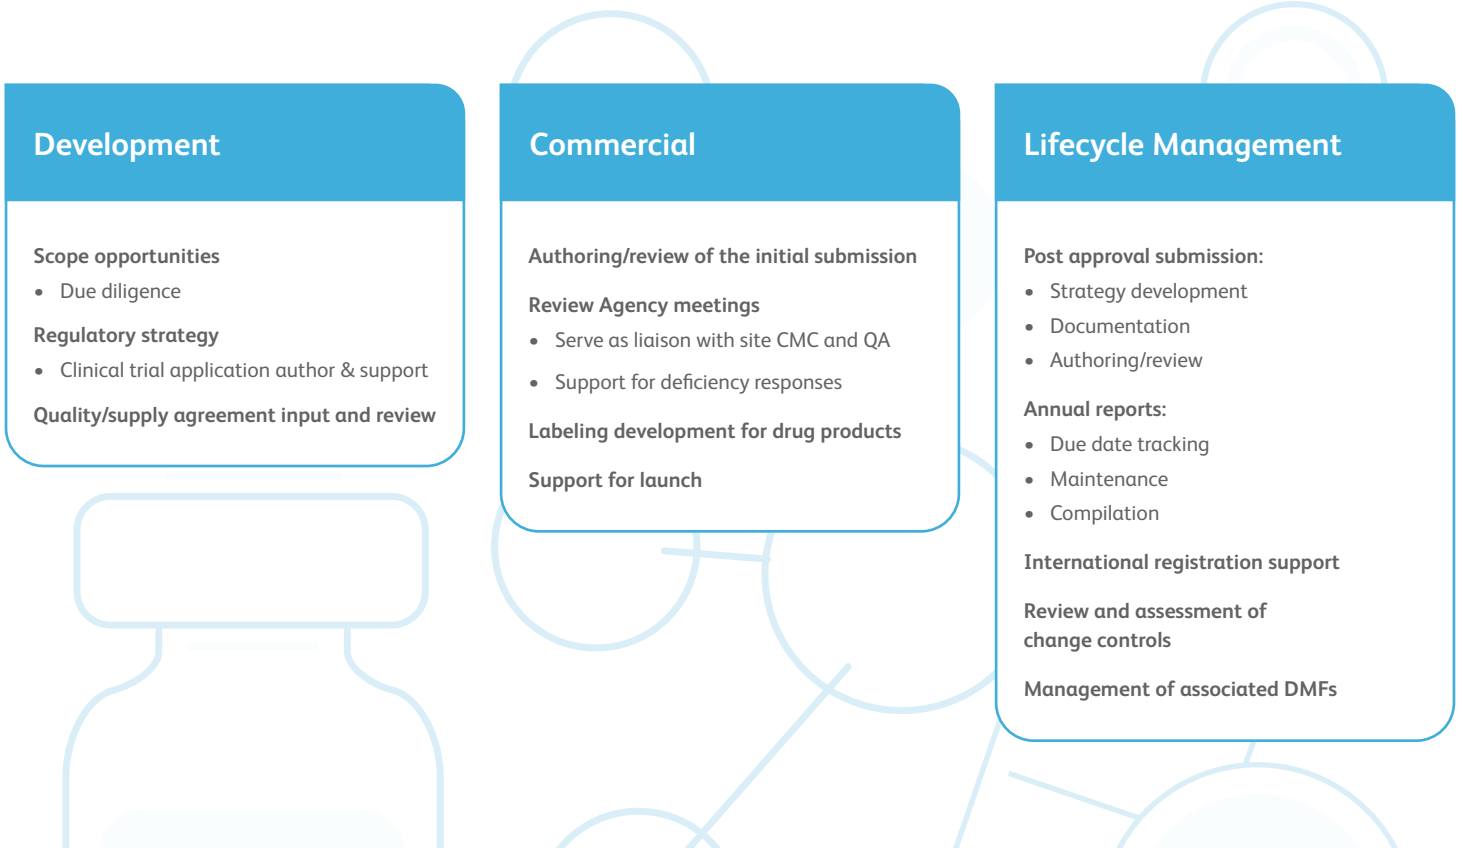 Development
Scope opportunities
• Due diligence
Regulatory strategy
• Clinical trial application author & support
Quality/supply agreement input and review
Commercial
Authoring/review of the initial submission
Review Agency meetings
• Serve as liaison with site CMC and QA
• Support for deficiency responses
Labeling development for drug products
Support for launch
Lifecycle Management
Post approval submission:
• Strategy development
• Documentation
• Authoring/review
Annual reports:
• Due date tracking
• Maintenance
• Compilation
International registration support
Review and assessment of
change controls
Management of associated DMFs